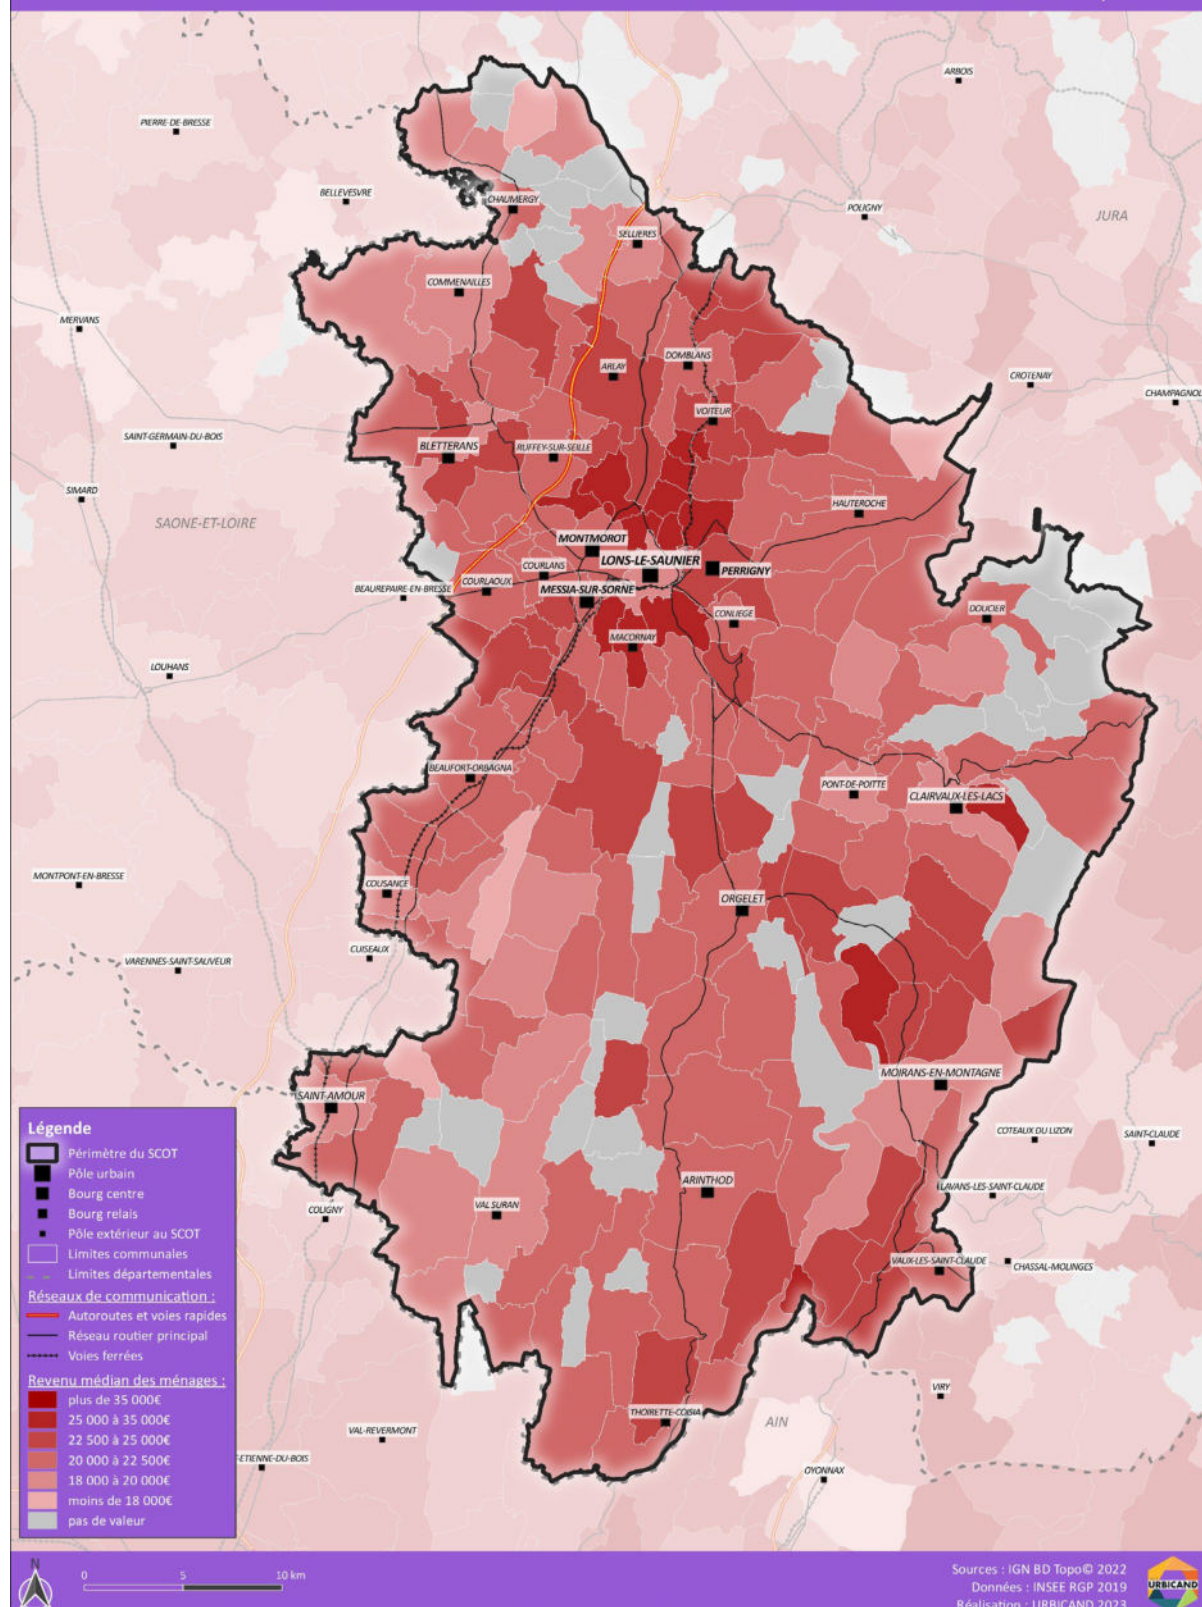 ARBOIS
PIERRE-DE-BRESSE
BELLEVESVRE
CHAUMERGY
POLIGNY
JURA
SELLIERES
COMMENAILLES
MERVANS
ARLAY
DOMBLANS
CROTENAY
CHAMPAGNOL
VOITEUR
SAINT-GERMAIN-DU-BOIS
BLETTERANS
RUFFEY-SUR-SEILLE
SIMARD
HAUTEROCHE
SAONE-ET-LOIRE
MONTMOROT
LONS-LE-SAUNIER
COURLANS
PERRIGNY
COURLAOUX
BEAUREPAIRE-EN-BRESSE
MESSIA-SUR-SORNE
DOUCIER
CONLIEGE
MACORNAY
LOUHANS
BEAUFORT-ORBAGNA
PONT-DE-POITTE
CLAIRVAUX-LES-LACS
MONTPONT-EN-BRESSE
COUSANCE
ORGELET
CUISEAUX
VARENNES-SAINT-SAUVEUR
MOIRANS-EN-MONTAGNE
SAINT-AMOUR
COTEAUX DU LIZON
SAINT-CLAUDE
ARINTHOD
LAVANS-LES-SAINT-CLAUDE
VAL SURAN
COLIGNY
VAUX-LES-SAINT-CLAUDE
CHASSAL-MOLINGES
VIRY
THOIRETTE-COISIA
AIN
VAL-REVERMONT
T-ETIENNE-DU-BOIS
OYONNAX
Légende
Périmètre du SCOT
Pôle urbain
Bourg centre
Bourg relais
Pôle extérieur au SCOT
Limites communales
Limites départementales
Réseaux de communication :
Autoroutes et voies rapides
Réseau routier principal
Voies ferrées
Revenu médian des ménages :
plus de 35 000€
25 000 à 35 000€
22 500 à 25 000€
20 000 à 22 500€
18 000 à 20 000€
moins de 18 000€
pas de valeur
N
0 5 10 km
Sources : IGN BD Topo© 2022
Données : INSEE RGP 2019
Réalisation : URBICAND 2023
URBICAND